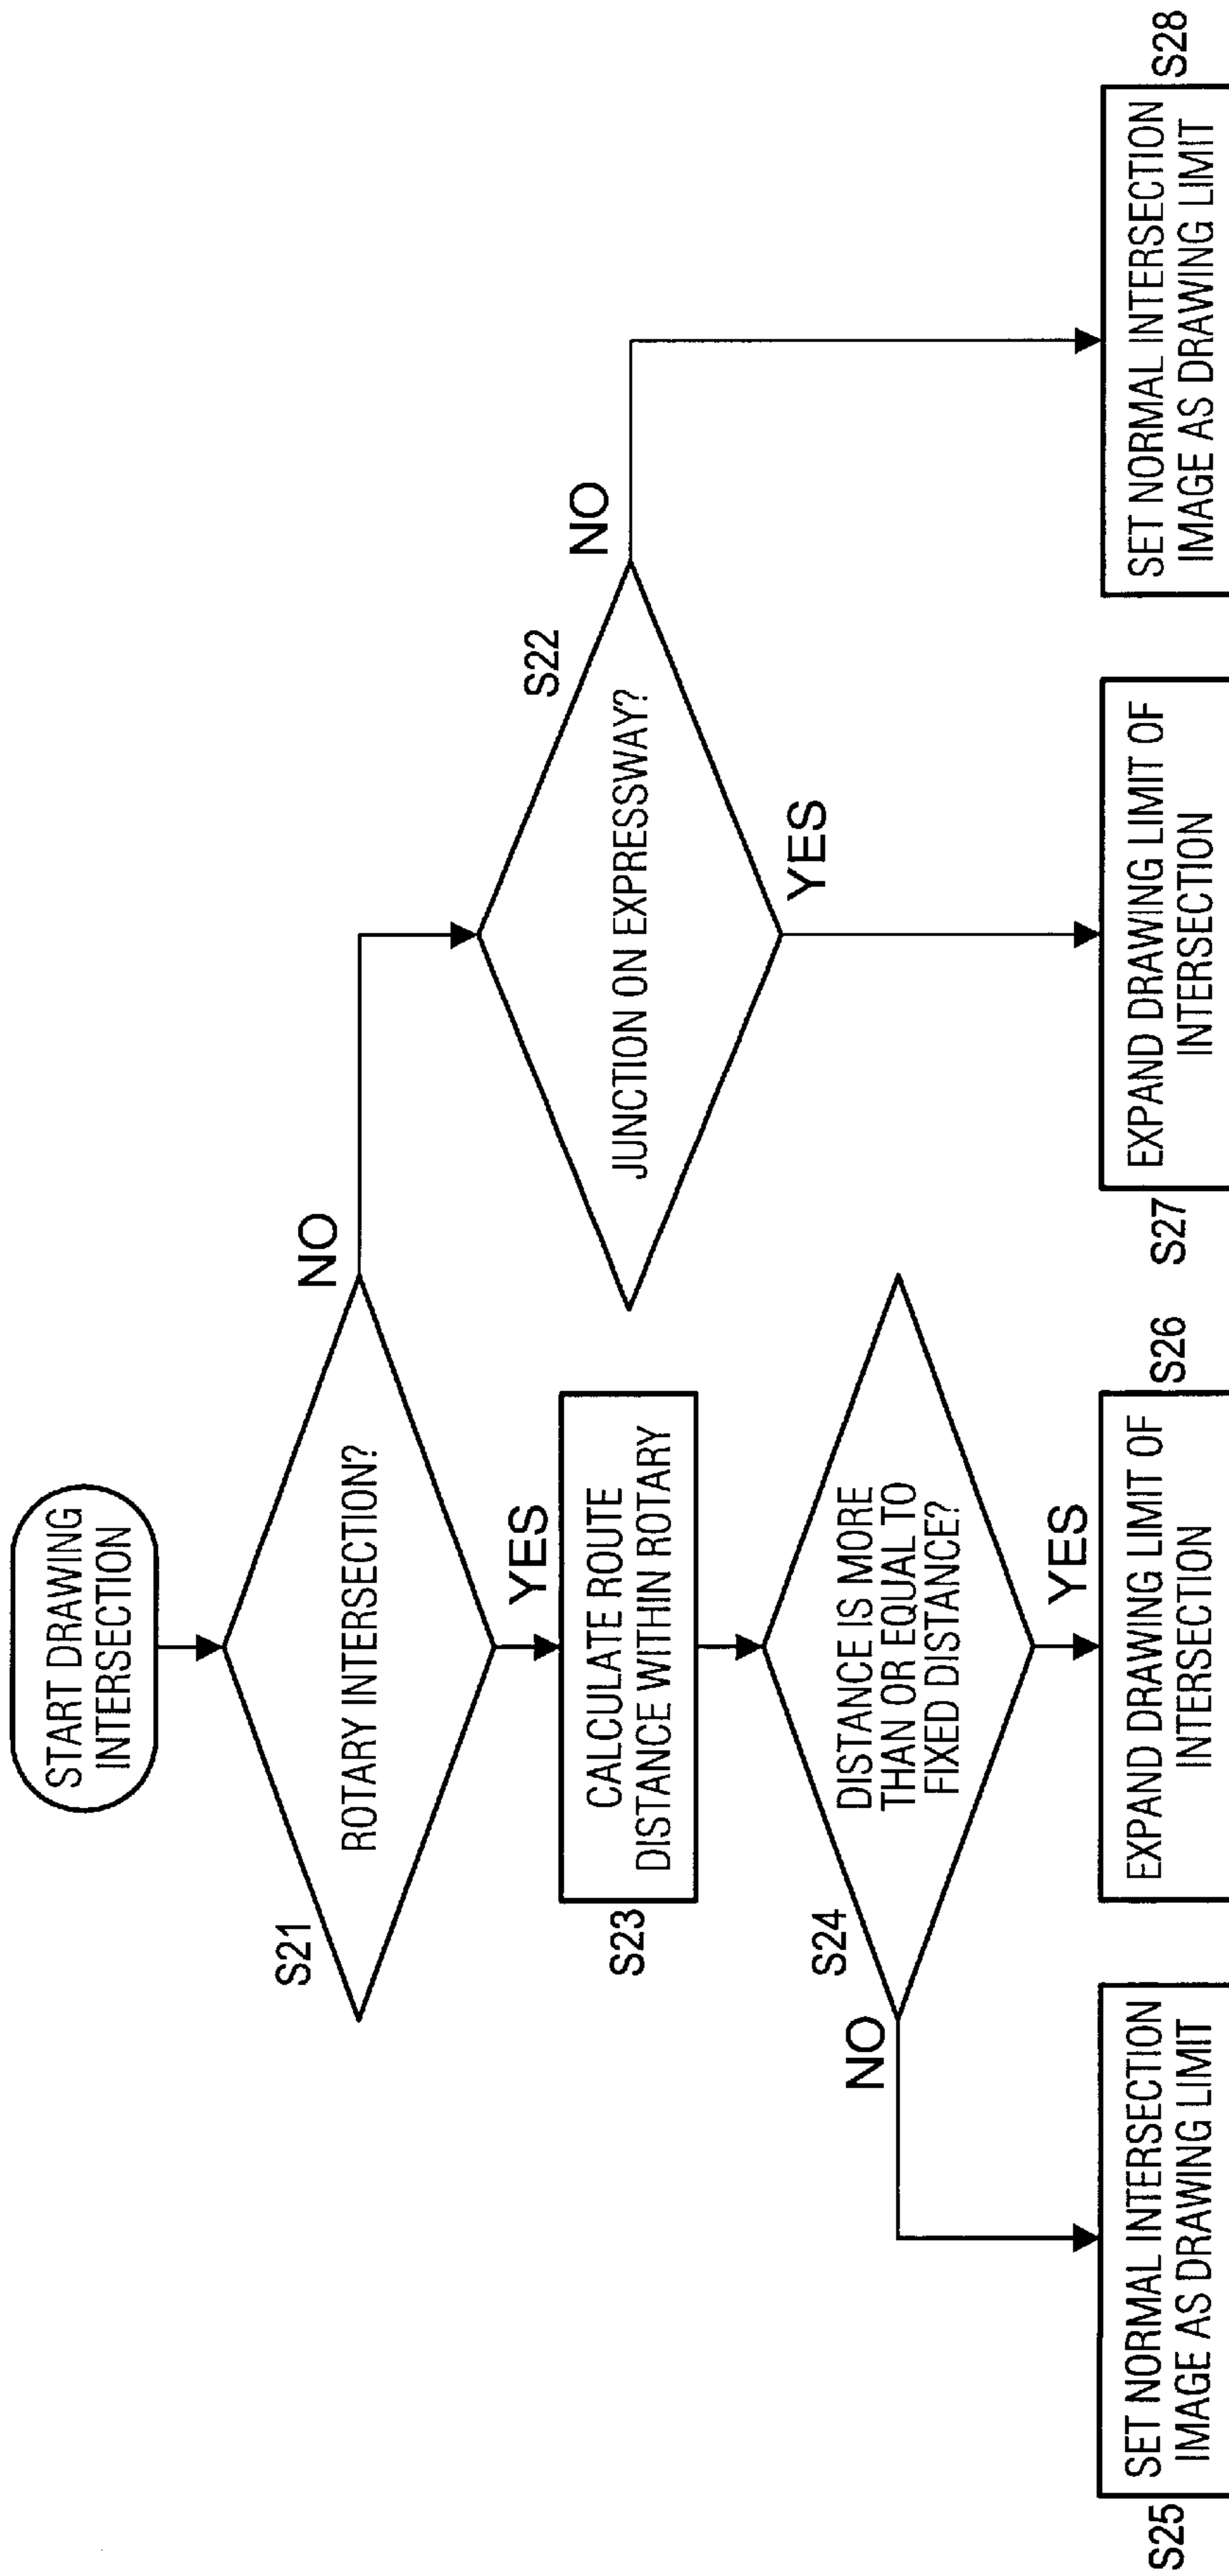 START DRAWING
INTERSECTION
S21
ROTARY INTERSECTION?
NO
YES
S22
JUNCTION ON EXPRESSWAY?
NO
YES
S23
CALCULATE ROUTE
DISTANCE WITHIN ROTARY
S24
DISTANCE IS MORE
THAN OR EQUAL TO
FIXED DISTANCE?
NO
YES
S25
SET NORMAL INTERSECTION
IMAGE AS DRAWING LIMIT
EXPAND DRAWING LIMIT OF
INTERSECTION
S26
S27
EXPAND DRAWING LIMIT OF
INTERSECTION
SET NORMAL INTERSECTION
IMAGE AS DRAWING LIMIT
S28